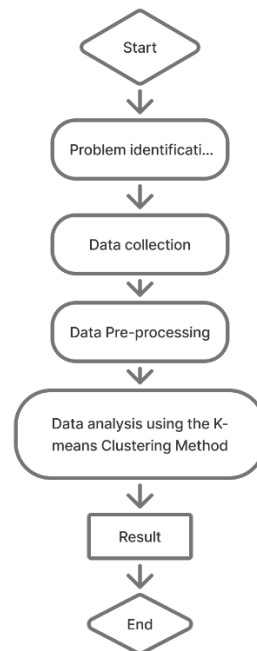 Start
Problem identificati...
Data collection
Data Pre-processing
Data analysis using the K-
means Clustering Method
Result
End